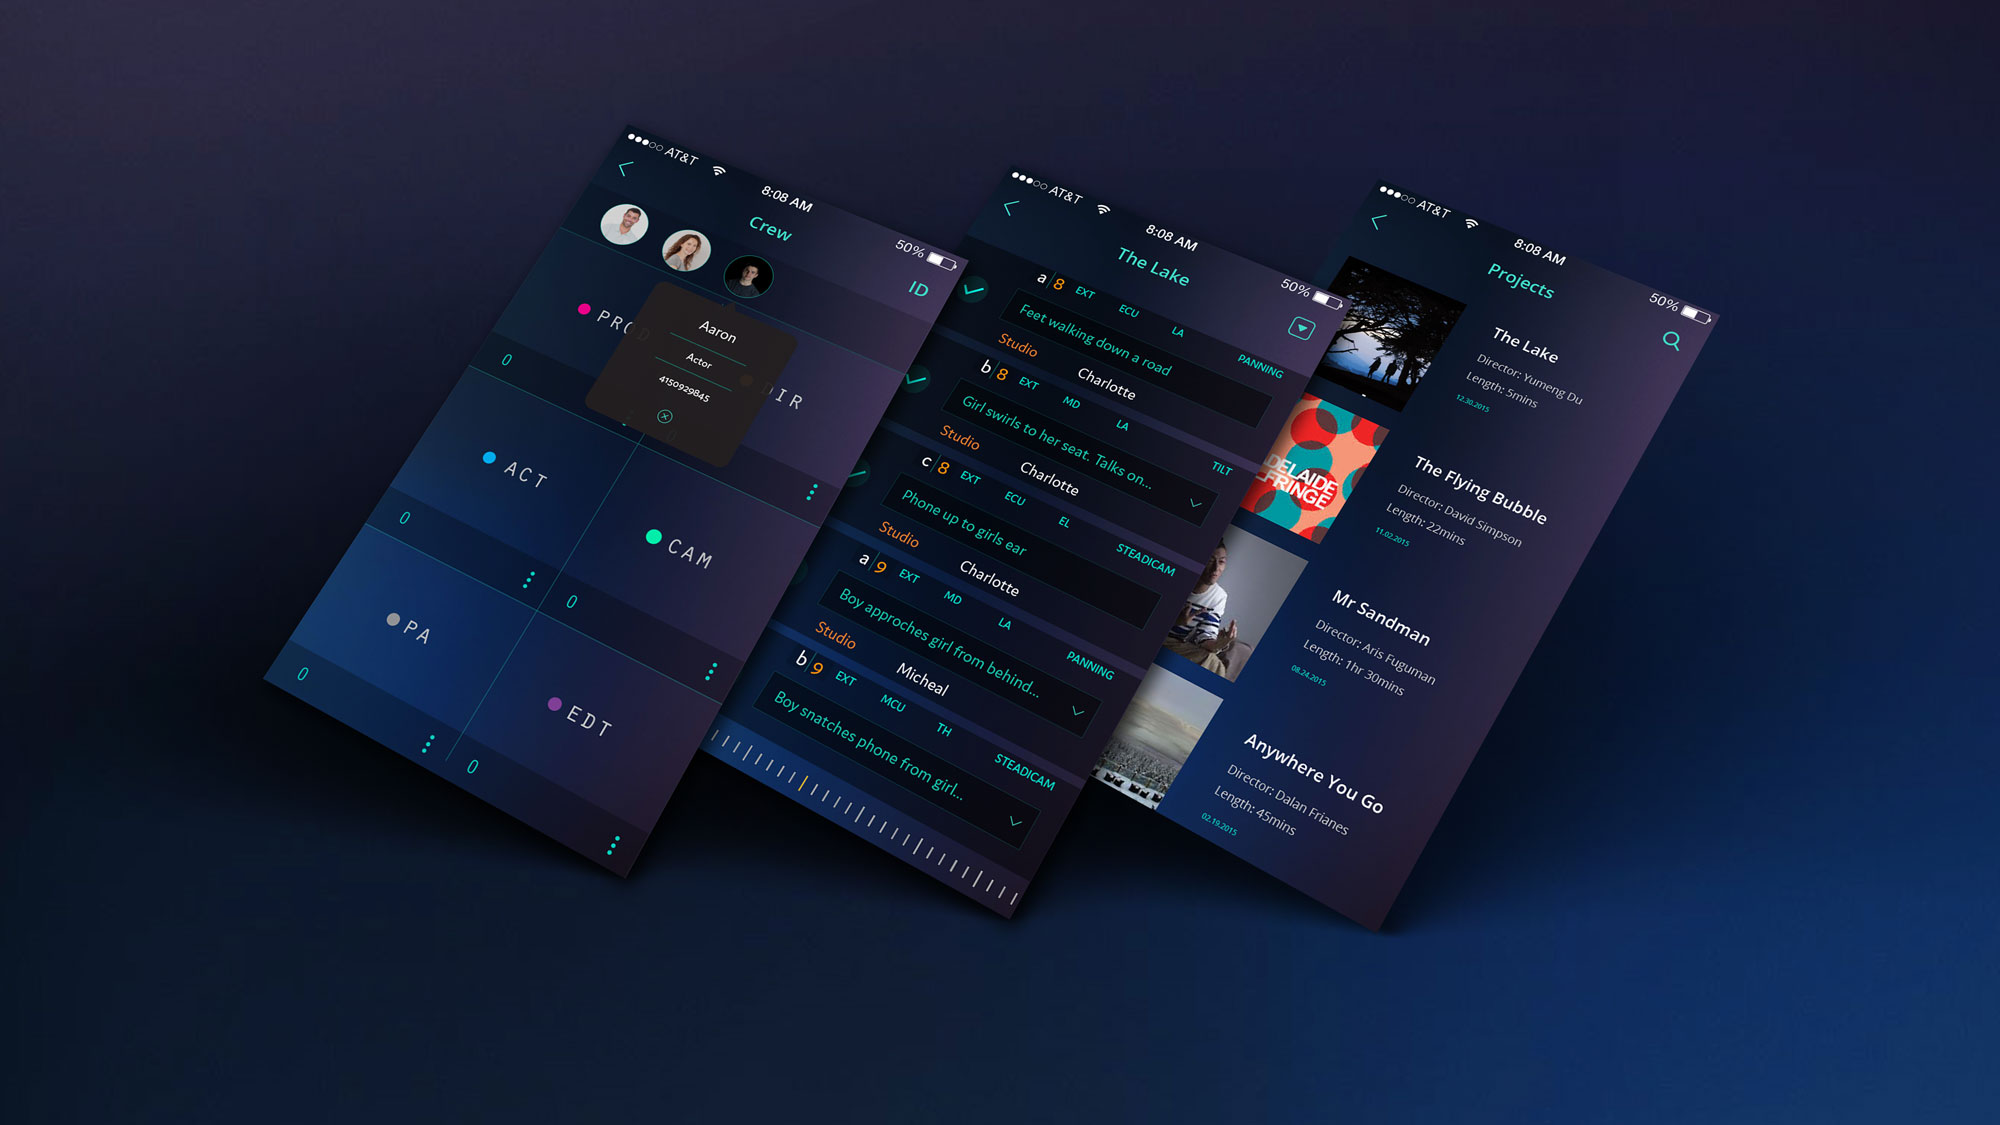 AT&T
8:08 AM
50%
Crew
ID
Aaron
Actor
4150929845
PROD
0
DIR
0
ACT
0
CAM
0
PA
0
EDT
0
AT&T
8:08 AM
50%
The Lake
a 8 EXT ECU LA PANNING
Feet walking down a road
Studio Charlotte
b 8 EXT MD LA TILT
Girl swirls to her seat. Talks on...
Studio Charlotte
c 8 EXT ECU EL STEADICAM
Phone up to girls ear
Studio Charlotte
a 9 EXT MD LA PANNING
Boy approches girl from behind...
Studio Micheal
b 9 EXT MCU TH STEADICAM
Boy snatches phone from girl...
AT&T
8:08 AM
50%
Projects
The Lake
Director: Yumeng Du
Length: 5mins
12.30.2015
DELAIDE
FRINGE
The Flying Bubble
Director: David Simpson
Length: 22mins
11.02.2015
Mr Sandman
Director: Aris Fuguman
Length: 1hr 30mins
08.24.2015
Anywhere You Go
Director: Dalan Frianes
Length: 45mins
02.19.2015